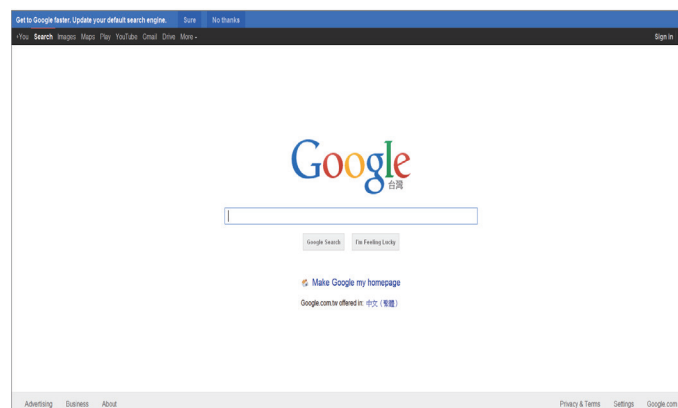 Get to Google faster. Update your default search engine. Sure No thanks
+You Search Images Maps Play YouTube Gmail Drive More Sign in
Google
台灣
Google Search I'm Feeling Lucky
Make Google my homepage
Google.com.tw offered in: 中文 (繁體)
Advertising Business About Privacy & Terms Settings Google.com